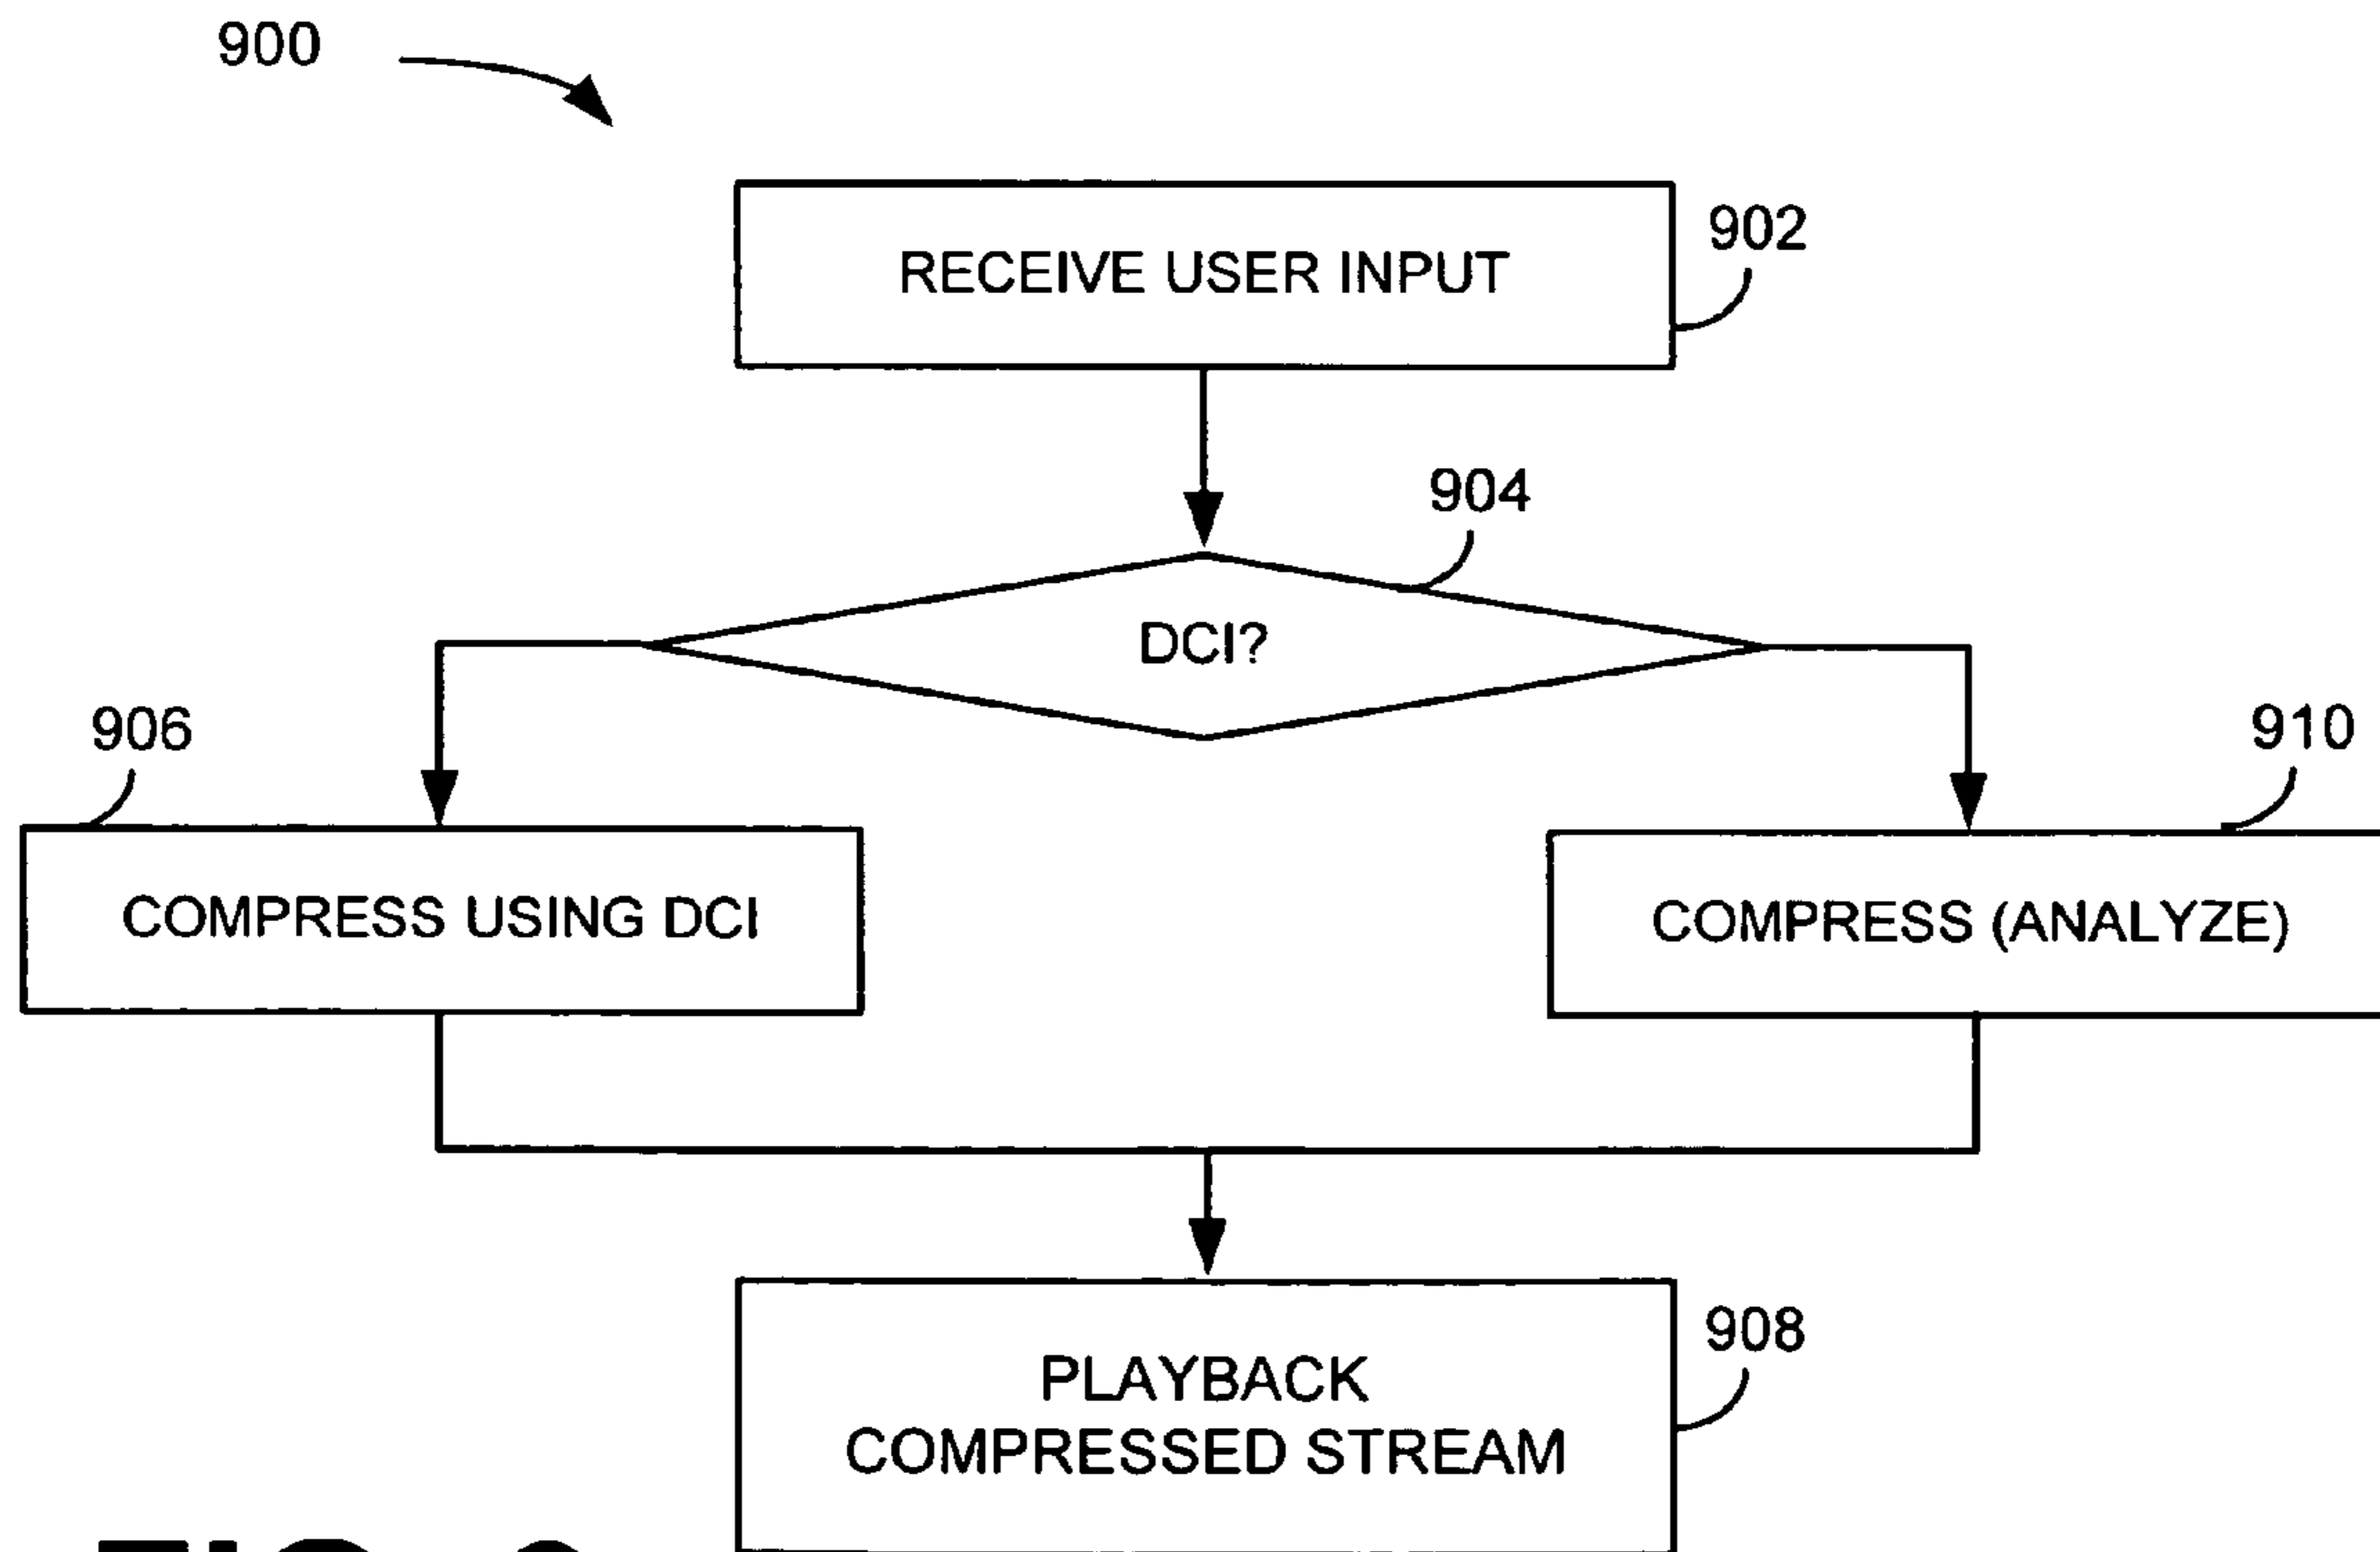 900
RECEIVE USER INPUT
902
904
DCI?
906
910
COMPRESS USING DCI
COMPRESS (ANALYZE)
908
PLAYBACK
COMPRESSED STREAM